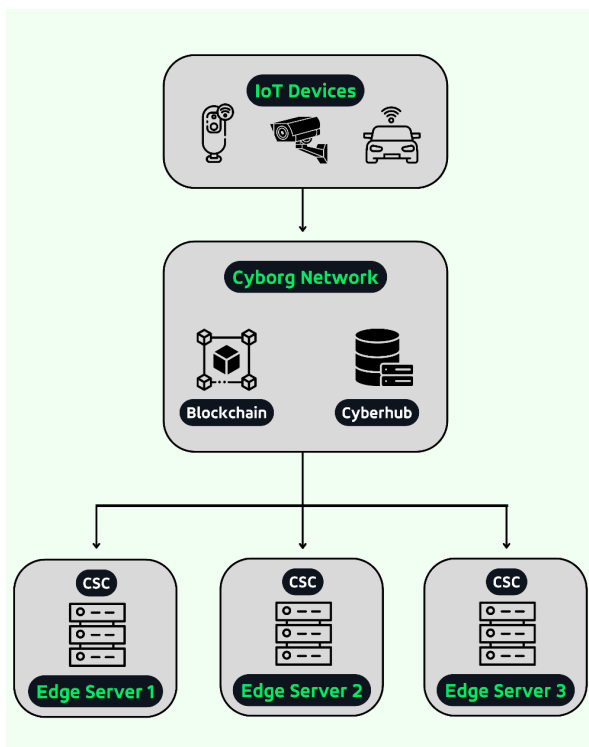 IoT Devices
Cyborg Network
Blockchain
Cyberhub
CSC
CSC
CSC
Edge Server 1
Edge Server 2
Edge Server 3